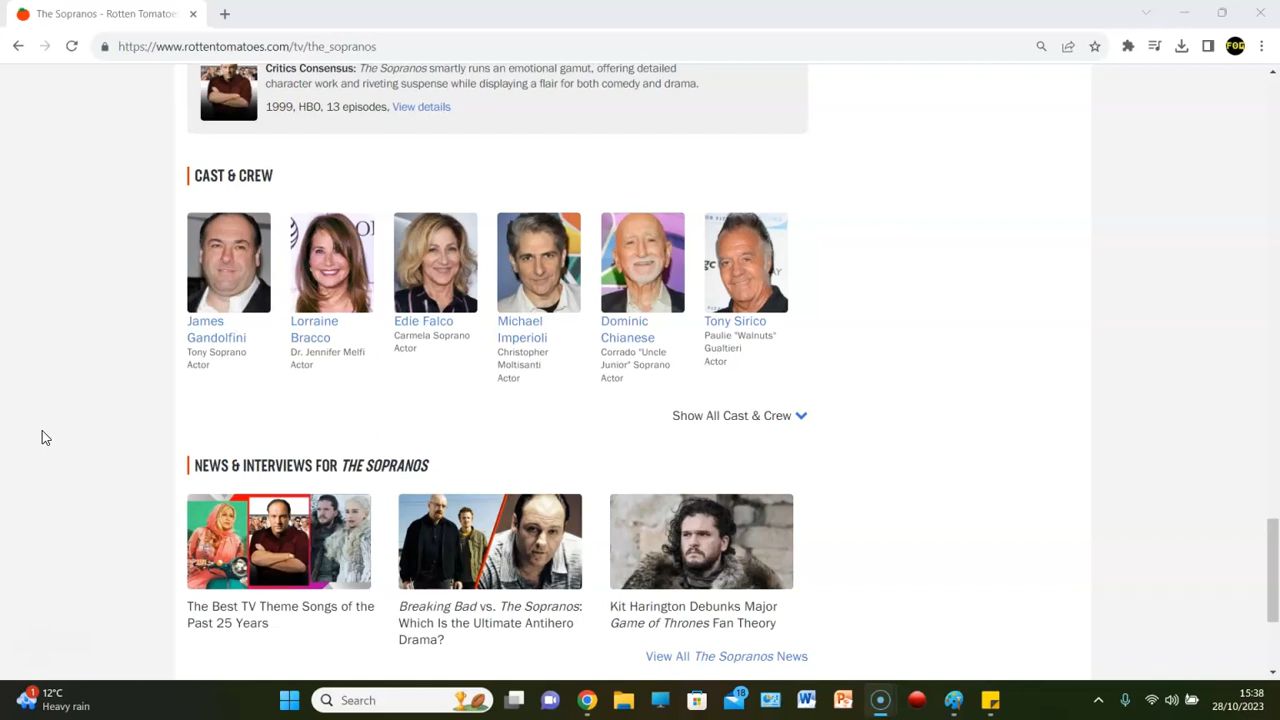 The Sopranos - Rotten Tomatoe
https://www.rottentomatoes.com/tv/the_sopranos
FOG
Critics Consensus: The Sopranos smartly runs an emotional gamut, offering detailed
character work and riveting suspense while displaying a flair for both comedy and drama.
1999, HBO, 13 episodes. View details
CAST & CREW
James
Gandolfini
Tony Soprano
Actor
Lorraine
Bracco
Dr. Jennifer Melfi
Actor
Edie Falco
Carmela Soprano
Actor
Michael
Imperioli
Christopher
Moltisanti
Actor
Dominic
Chianese
Corrado "Uncle
Junior" Soprano
Actor
Tony Sirico
Paulie "Walnuts"
Gualtieri
Actor
Show All Cast & Crew
NEWS & INTERVIEWS FOR THE SOPRANOS
The Best TV Theme Songs of the
Past 25 Years
Breaking Bad vs. The Sopranos:
Which Is the Ultimate Antihero
Drama?
Kit Harington Debunks Major
Game of Thrones Fan Theory
View All The Sopranos News
1
12°C
Heavy rain
Search
18
15:38
28/10/2023